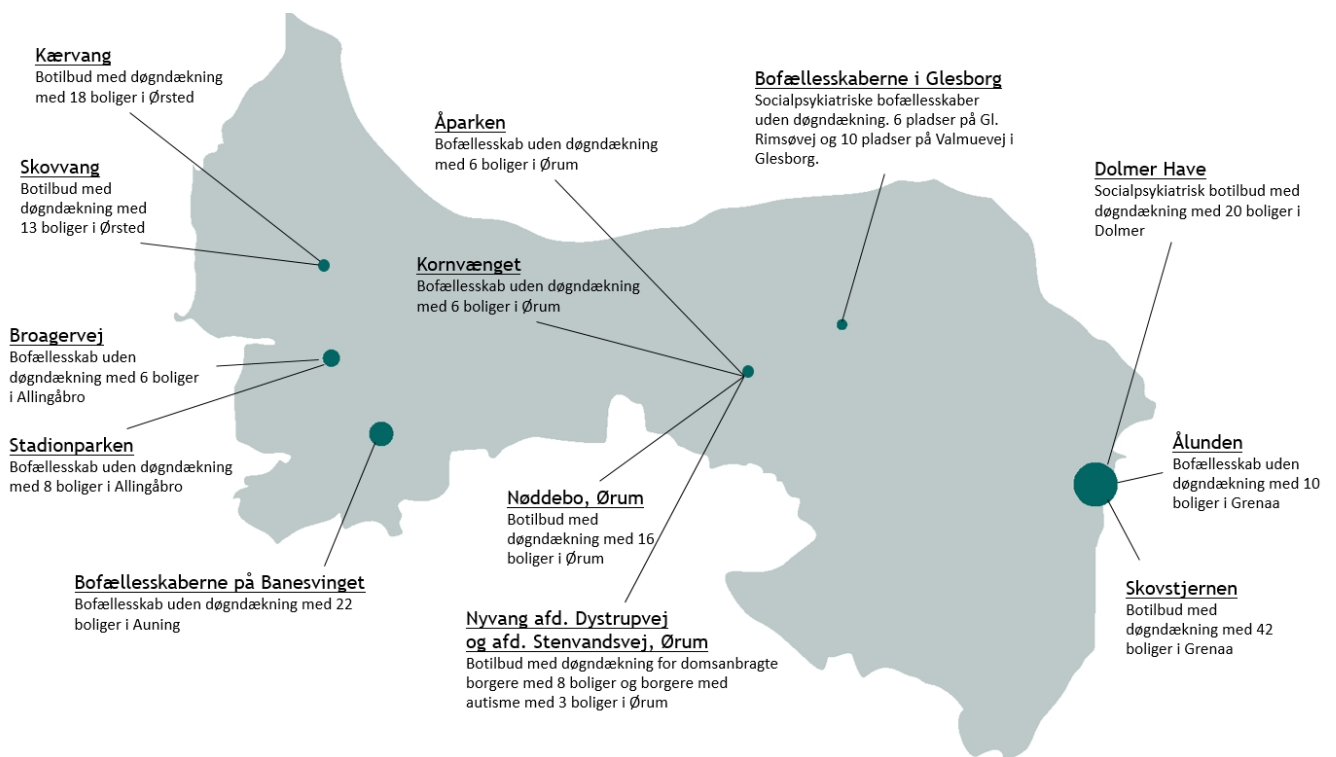 Kærvang
Botilbud med døgndækning
med 18 boliger i Ørsted
Skovvang
Botilbud med
døgndækning med
13 boliger i Ørsted
Åparken
Bofællesskab uden døgndækning
med 6 boliger i Ørum
Bofællesskaberne i Glesborg
Socialpsykiatriske bofællesskaber
uden døgndækning. 6 pladser på Gl.
Rimsøvej og 10 pladser på Valmuevej i
Glesborg.
Dolmer Have
Socialpsykiatrisk botilbud med
døgndækning med 20 boliger i
Dolmer
Kornvænget
Bofællesskab uden døgndækning
med 6 boliger i Ørum
Broagervej
Bofællesskab uden
døgndækning med 6 boliger
i Allingåbro
Stadionparken
Bofællesskab uden døgndækning
med 8 boliger i Allingåbro
Ålunden
Bofællesskab uden
døgndækning med 10
boliger i Grenaa
Nøddebo, Ørum
Botilbud med
døgndækning med 16
boliger i Ørum
Bofællesskaberne på Banesvinget
Bofællesskab uden døgndækning med 22
boliger i Auning
Skovstjernen
Botilbud med
døgndækning med 42
boliger i Grenaa
Nyvang afd. Dystrupvej
og afd. Stenvandsvej, Ørum
Botilbud med døgndækning for domsanbragte
borgere med 8 boliger og borgere med
autisme med 3 boliger i Ørum